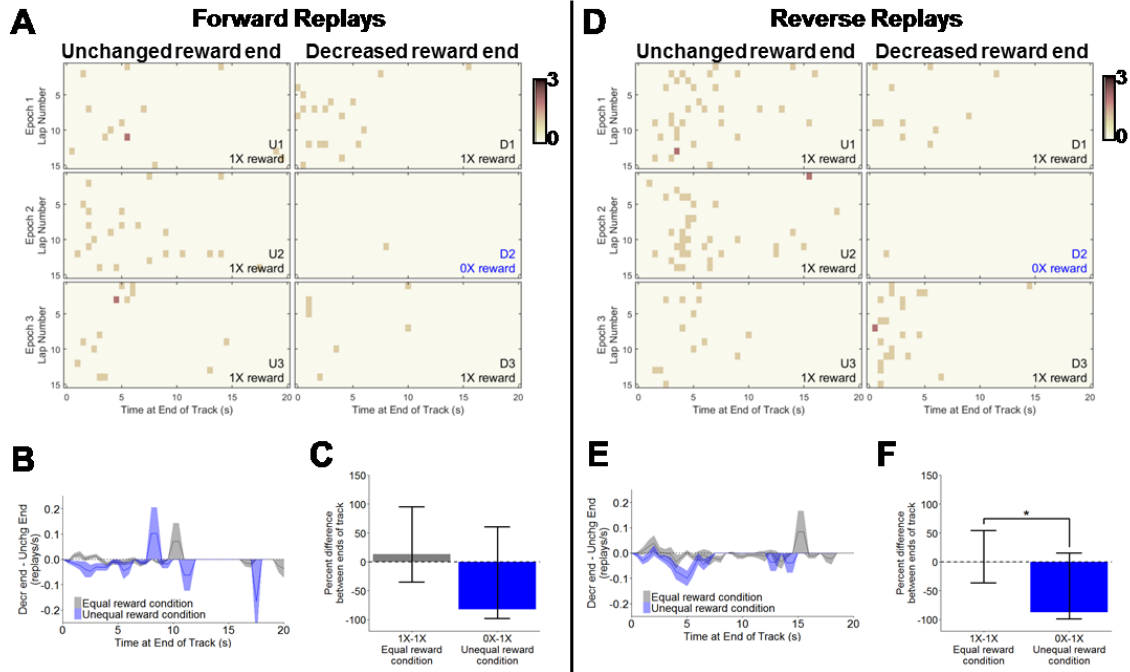 A
Forward Replays
Unchanged reward end
Decreased reward end
Epoch 1
Lap Number
5
10
15
U1
1X reward
D1
1X reward
3
0
Epoch 2
Lap Number
5
10
15
U2
1X reward
D2
0X reward
Epoch 3
Lap Number
5
10
15
U3
1X reward
D3
1X reward
0 5 10 15 20
0 5 10 15 20
Time at End of Track (s)
Time at End of Track (s)
B
Decr end - Unchg End
(replays/s)
0.2
0.1
0.0
-0.1
-0.2
Equal reward condition
Unequal reward condition
0 5 10 15 20
Time at End of Track (s)
C
Percent difference
between ends of track
150
100
50
0
-50
-100
1X-1X
Equal reward
condition
0X-1X
Unequal reward
condition
D
Reverse Replays
Unchanged reward end
Decreased reward end
Epoch 1
Lap Number
5
10
15
U1
1X reward
D1
1X reward
3
0
Epoch 2
Lap Number
5
10
15
U2
1X reward
D2
0X reward
Epoch 3
Lap Number
5
10
15
U3
1X reward
D3
1X reward
0 5 10 15 20
0 5 10 15 20
Time at End of Track (s)
Time at End of Track (s)
E
Decr end - Unchg End
(replays/s)
0.2
0.1
0.0
-0.1
-0.2
Equal reward condition
Unequal reward condition
0 5 10 15 20
Time at End of Track (s)
F
Percent difference
between ends of track
150
100
50
0
-50
-100
*
1X-1X
Equal reward
condition
0X-1X
Unequal reward
condition